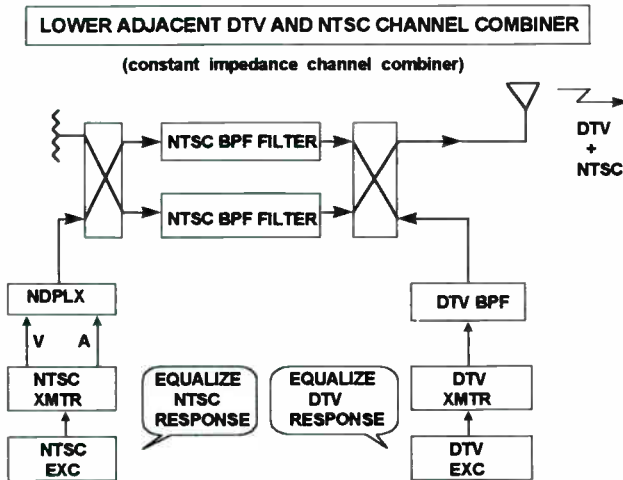 LOWER ADJACENT DTV AND NTSC CHANNEL COMBINER
(constant impedance channel combiner)
NTSC BPF FILTER
NTSC BPF FILTER
DTV
+
NTSC
NDPLX
DTV BPF
V A
NTSC
XMTR
EQUALIZE
NTSC
RESPONSE
EQUALIZE
DTV
RESPONSE
DTV
XMTR
NTSC
EXC
DTV
EXC